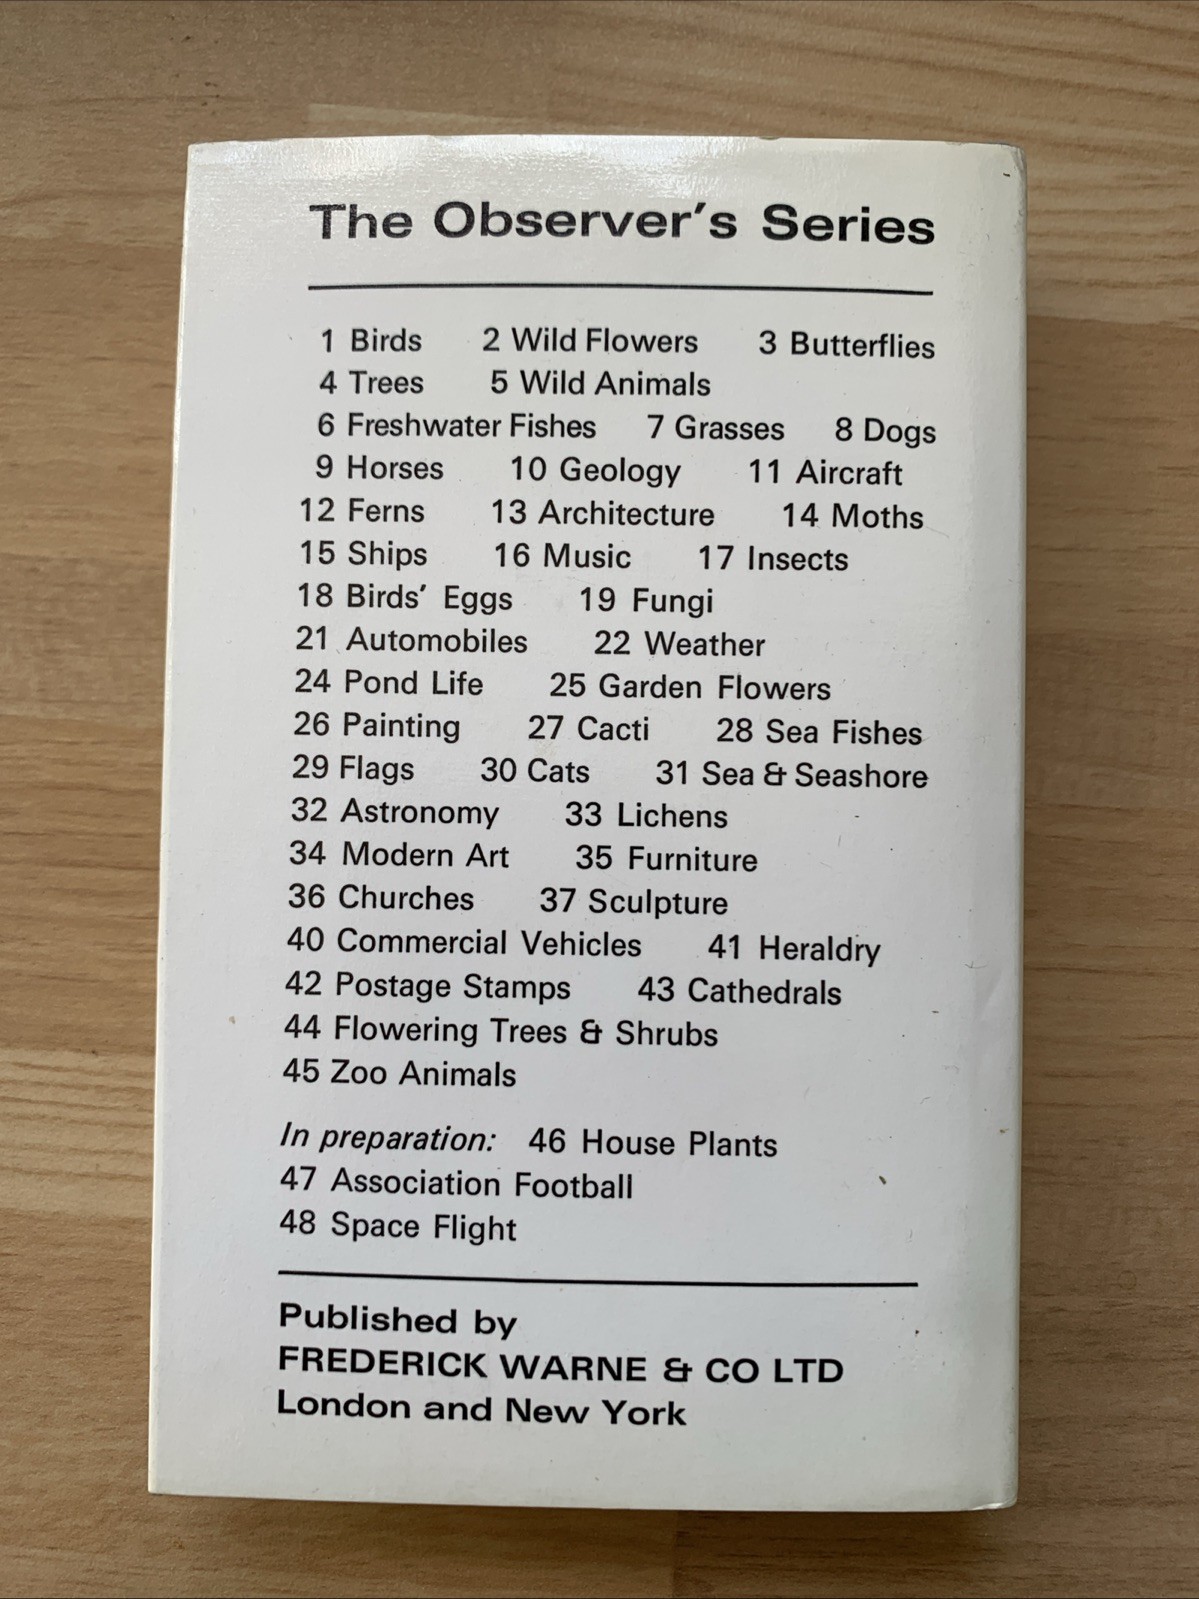 The Observer's Series
1 Birds 2 Wild Flowers 3 Butterflies
4 Trees 5 Wild Animals
6 Freshwater Fishes 7 Grasses 8 Dogs
9 Horses 10 Geology 11 Aircraft
12 Ferns 13 Architecture 14 Moths
15 Ships 16 Music 17 Insects
18 Birds' Eggs 19 Fungi
21 Automobiles 22 Weather
24 Pond Life 25 Garden Flowers
26 Painting 27 Cacti 28 Sea Fishes
29 Flags 30 Cats 31 Sea & Seashore
32 Astronomy 33 Lichens
34 Modern Art 35 Furniture
36 Churches 37 Sculpture
40 Commercial Vehicles 41 Heraldry
42 Postage Stamps 43 Cathedrals
44 Flowering Trees & Shrubs
45 Zoo Animals
In preparation: 46 House Plants
47 Association Football
48 Space Flight
Published by
FREDERICK WARNE & CO LTD
London and New York